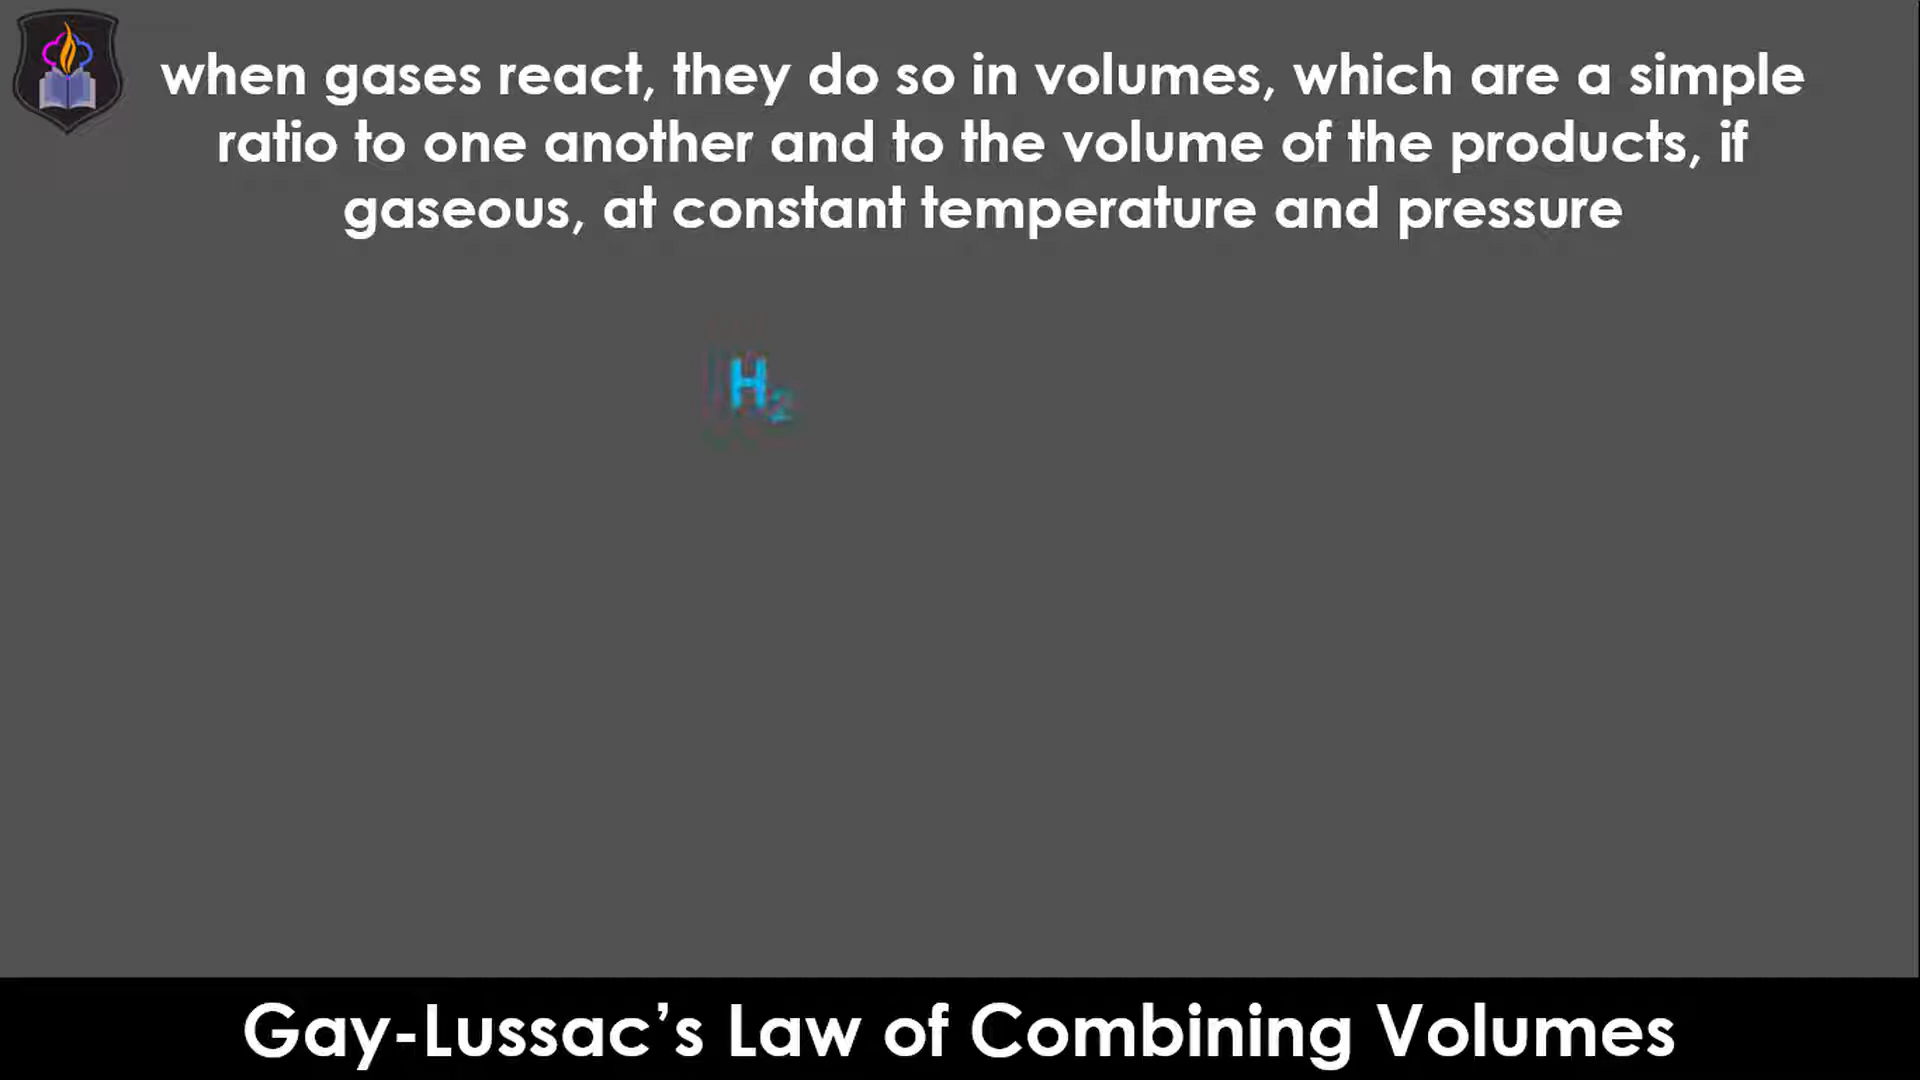 when gases react, they do so in volumes, which are a simple
ratio to one another and to the volume of the products, if
gaseous, at constant temperature and pressure
H₂
Gay-Lussac’s Law of Combining Volumes